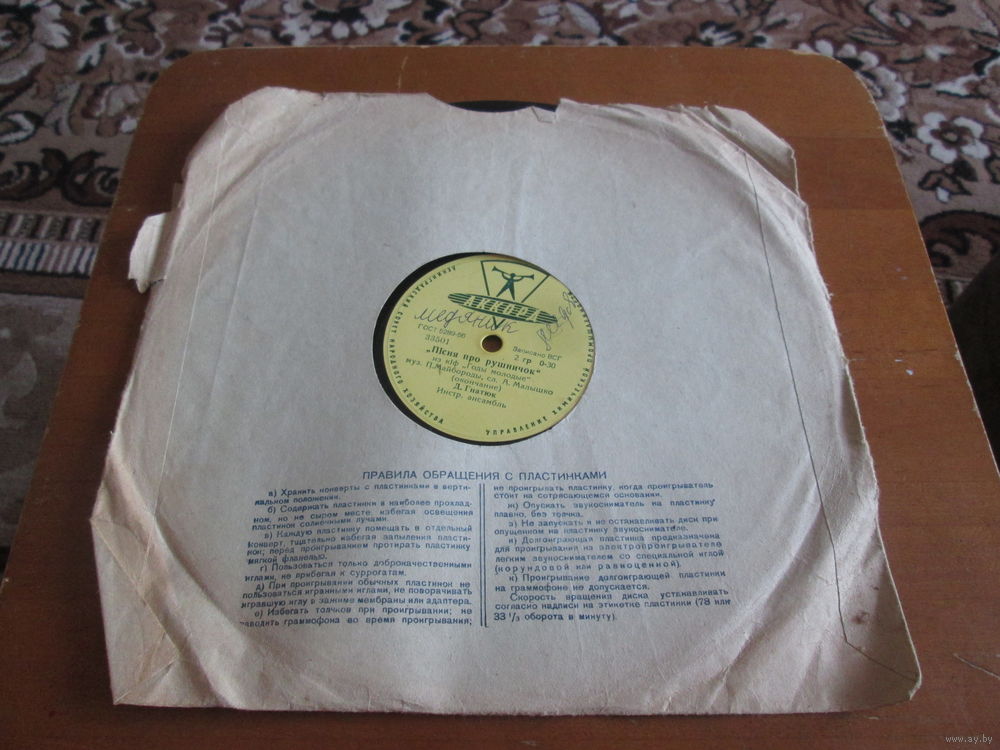 ЛЕНИНГРАДСКИЙ СОВЕТ НАРОДНОГО ХОЗЯЙСТВА
УПРАВЛЕНИЕ ХИМИЧЕСКОЙ ПРОМЫШЛЕННОСТИ
АККОРД
Медяник
ГОСТ 5289-56
33501
Записано ВСГ
2 гр 0-30
„Пiсня про рушничок“
из к/ф „Годы молодые“
муз. П. Майбороды, сл. А. Малышко
(окончание)
Д. Гнатюк
Инстр. ансамбль
ПРАВИЛА ОБРАЩЕНИЯ С ПЛАСТИНКАМИ
а) Хранить конверты с пластинками в верти-
кальном положении.
б) Содержать пластинки в наиболее прохлад-
ном, но не сыром месте, избегая освещения
пластинок солнечными лучами.
в) Каждую пластинку помещать в отдельный
конверт, тщательно избегая запыления пласти-
нок; перед проигрыванием протирать пластинку
мягкой фланелью.
г) Пользоваться только доброкачественными
иглами, не прибегая к суррогатам.
д) При проигрывании обычных пластинок не
пользоваться игранными иглами, не поворачивать
игравшую иглу в зажиме мембраны или адаптера.
е) Избегать толчков при проигрывании; не
заводить граммофона во время проигрывания;
не проигрывать пластинку, когда проигрыватель
стоит на сотрясающемся основании.
ж) Опускать звукосниматель на пластинку
плавно, без толчка.
з) Не запускать и не останавливать диск при
опущенном на пластинку звукоснимателе.
и) Долгоиграющая пластинка предназначена
для проигрывания на электропроигрывателе
легким звукоснимателем со специальной иглой
(корундовой или равноценной).
к) Проигрывание долгоиграющей пластинки
на граммофоне не допускается.
Скорость вращения диска устанавливать
согласно надписи на этикетке пластинки (78 или
33 1/3 оборота в минуту).
www.ay.by